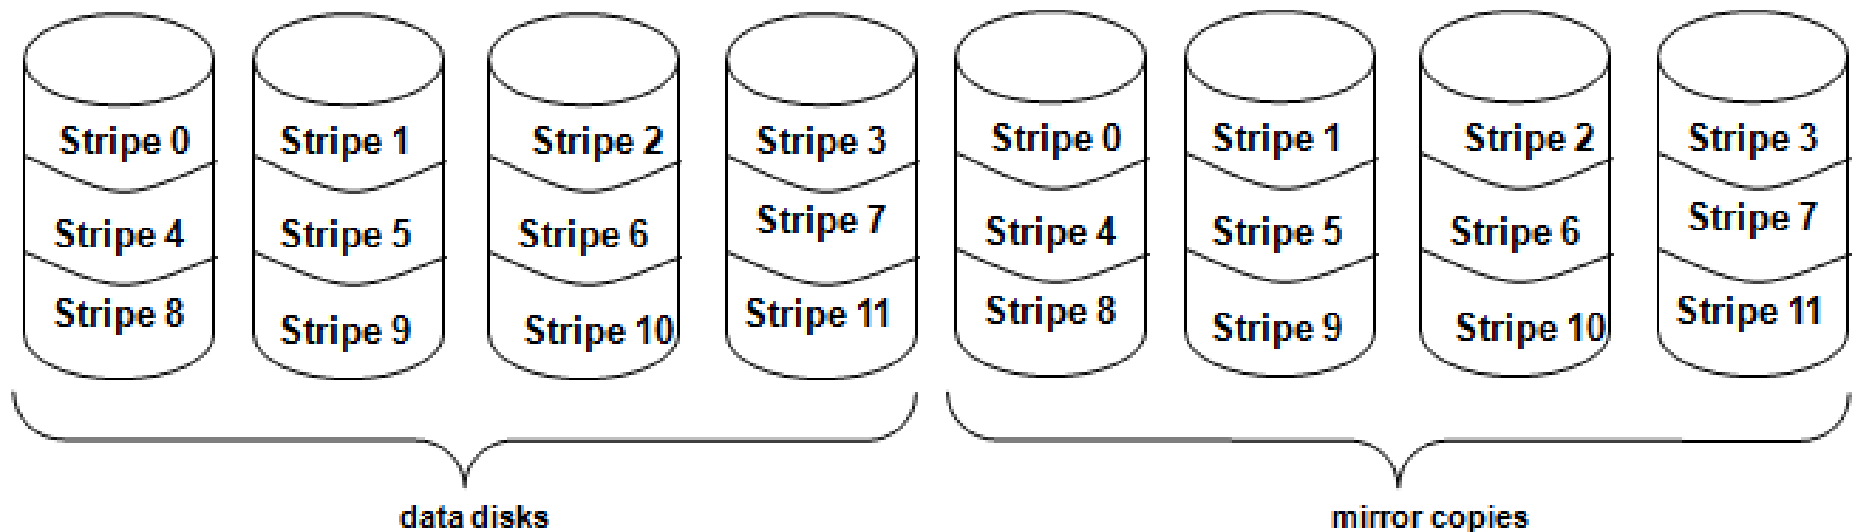 Stripe 0 Stripe 1 Stripe 2 Stripe 3 Stripe 0 Stripe 1 Stripe 2 Stripe 3
Stripe 4 Stripe 5 Stripe 6 Stripe 7 Stripe 4 Stripe 5 Stripe 6 Stripe 7
Stripe 8 Stripe 9 Stripe 10 Stripe 11 Stripe 8 Stripe 9 Stripe 10 Stripe 11
data disks mirror copies